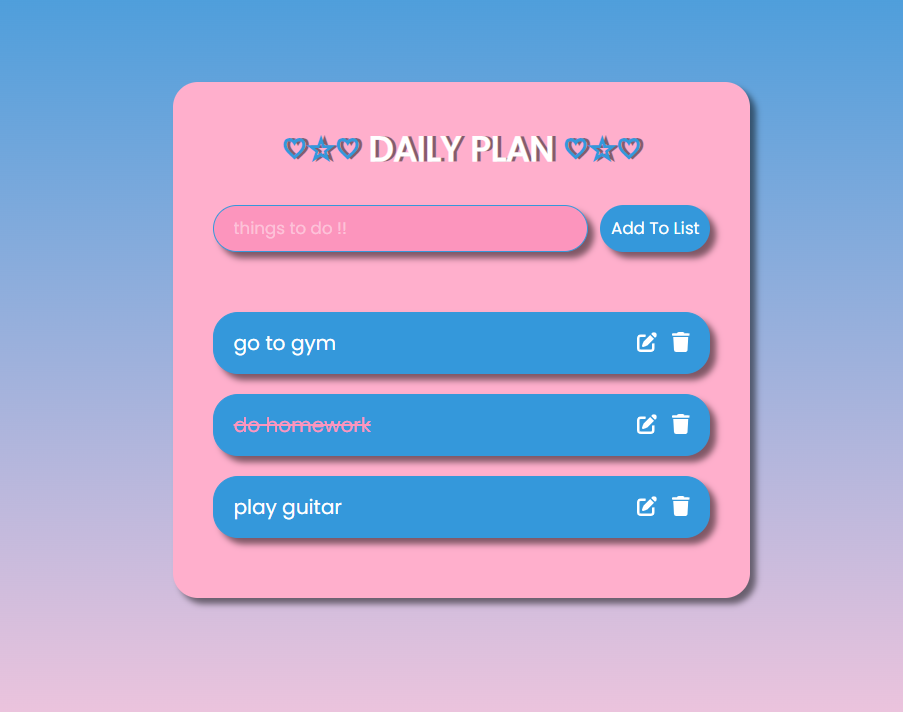 ♡☆♡ DAILY PLAN ♡☆♡
things to do !!
Add To List
go to gym
do homework
play guitar